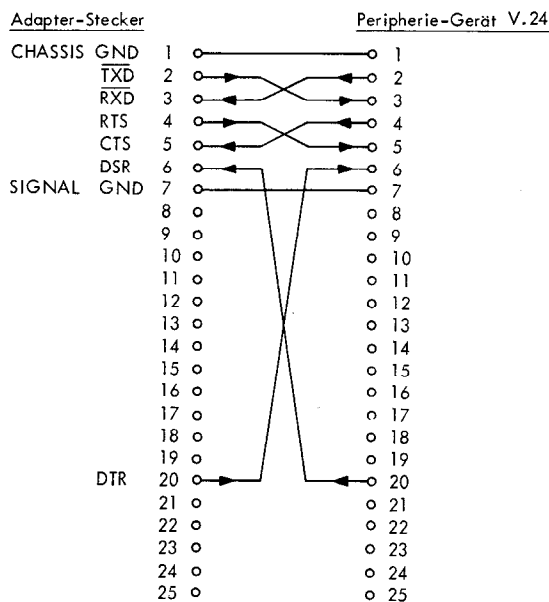 Adapter-Stecker Peripherie-Gerät V.24
CHASSIS GND 1 1
TXD 2 2
RXD 3 3
RTS 4 4
CTS 5 5
DSR 6 6
SIGNAL GND 7 7
8 8
9 9
10 10
11 11
12 12
13 13
14 14
15 15
16 16
17 17
18 18
19 19
DTR 20 20
21 21
22 22
23 23
24 24
25 25